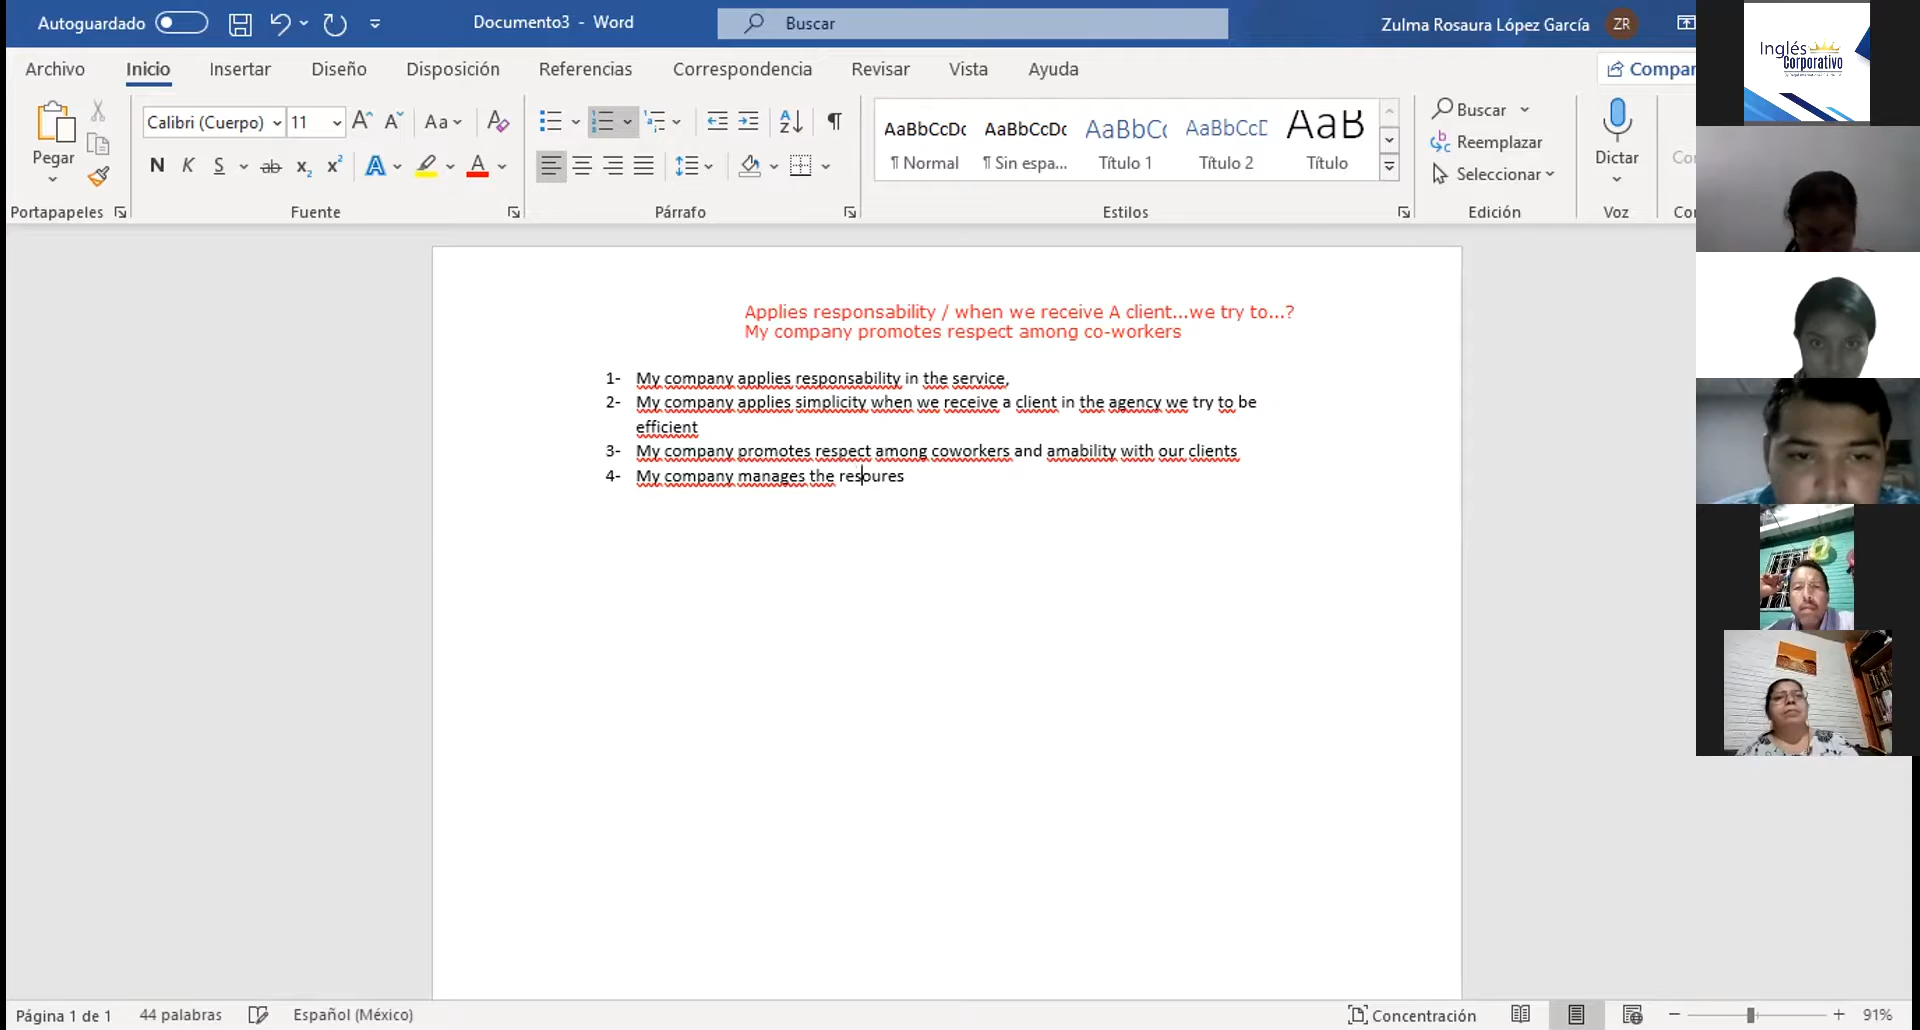 Autoguardado
Documento3 - Word
Buscar
Zulma Rosaura López García
ZR
Archivo
Inicio
Insertar
Diseño
Disposición
Referencias
Correspondencia
Revisar
Vista
Ayuda
Compar
Pegar
Portapapeles
Calibri (Cuerpo)
11
Aa
N K S ab x₂ x²
A
A
Fuente
Párrafo
AaBbCcDc
¶ Normal
AaBbCcDc
¶ Sin espa...
AaBbCc
Título 1
AaBbCcD
Título 2
AaB
Título
Estilos
Buscar
Reemplazar
Seleccionar
Edición
Dictar
Voz
Inglés
Corporativo
Applies responsability / when we receive A client...we try to...?
My company promotes respect among co-workers
1- My company applies responsability in the service,
2- My company applies simplicity when we receive a client in the agency we try to be
efficient
3- My company promotes respect among coworkers and amability with our clients
4- My company manages the resoures
Página 1 de 1
44 palabras
Español (México)
Concentración
91%